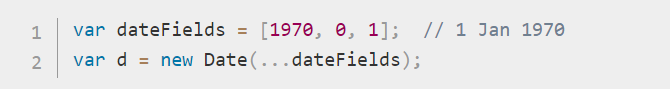 1 var dateFields = [1970, 0, 1];  // 1 Jan 1970
2 var d = new Date(...dateFields);